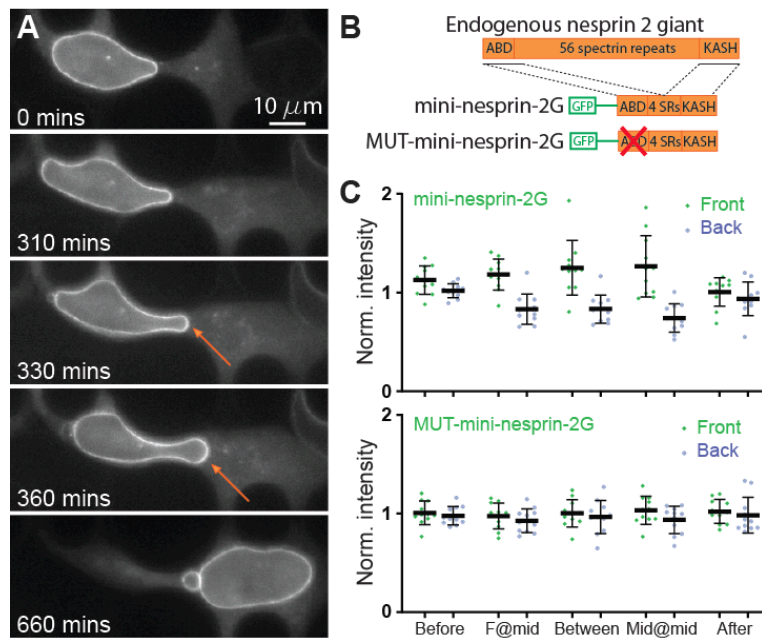 A
0 mins
10 μm
310 mins
330 mins
360 mins
660 mins
B
Endogenous nesprin 2 giant
ABD 56 spectrin repeats KASH
mini-nesprin-2G GFP ABD 4 SRs KASH
MUT-mini-nesprin-2G GFP ABD 4 SRs KASH
C
2
mini-nesprin-2G
Front
Back
Norm. intensity
1
0
2
MUT-mini-nesprin-2G
Front
Back
Norm. intensity
1
0
Before F@mid Between Mid@mid After